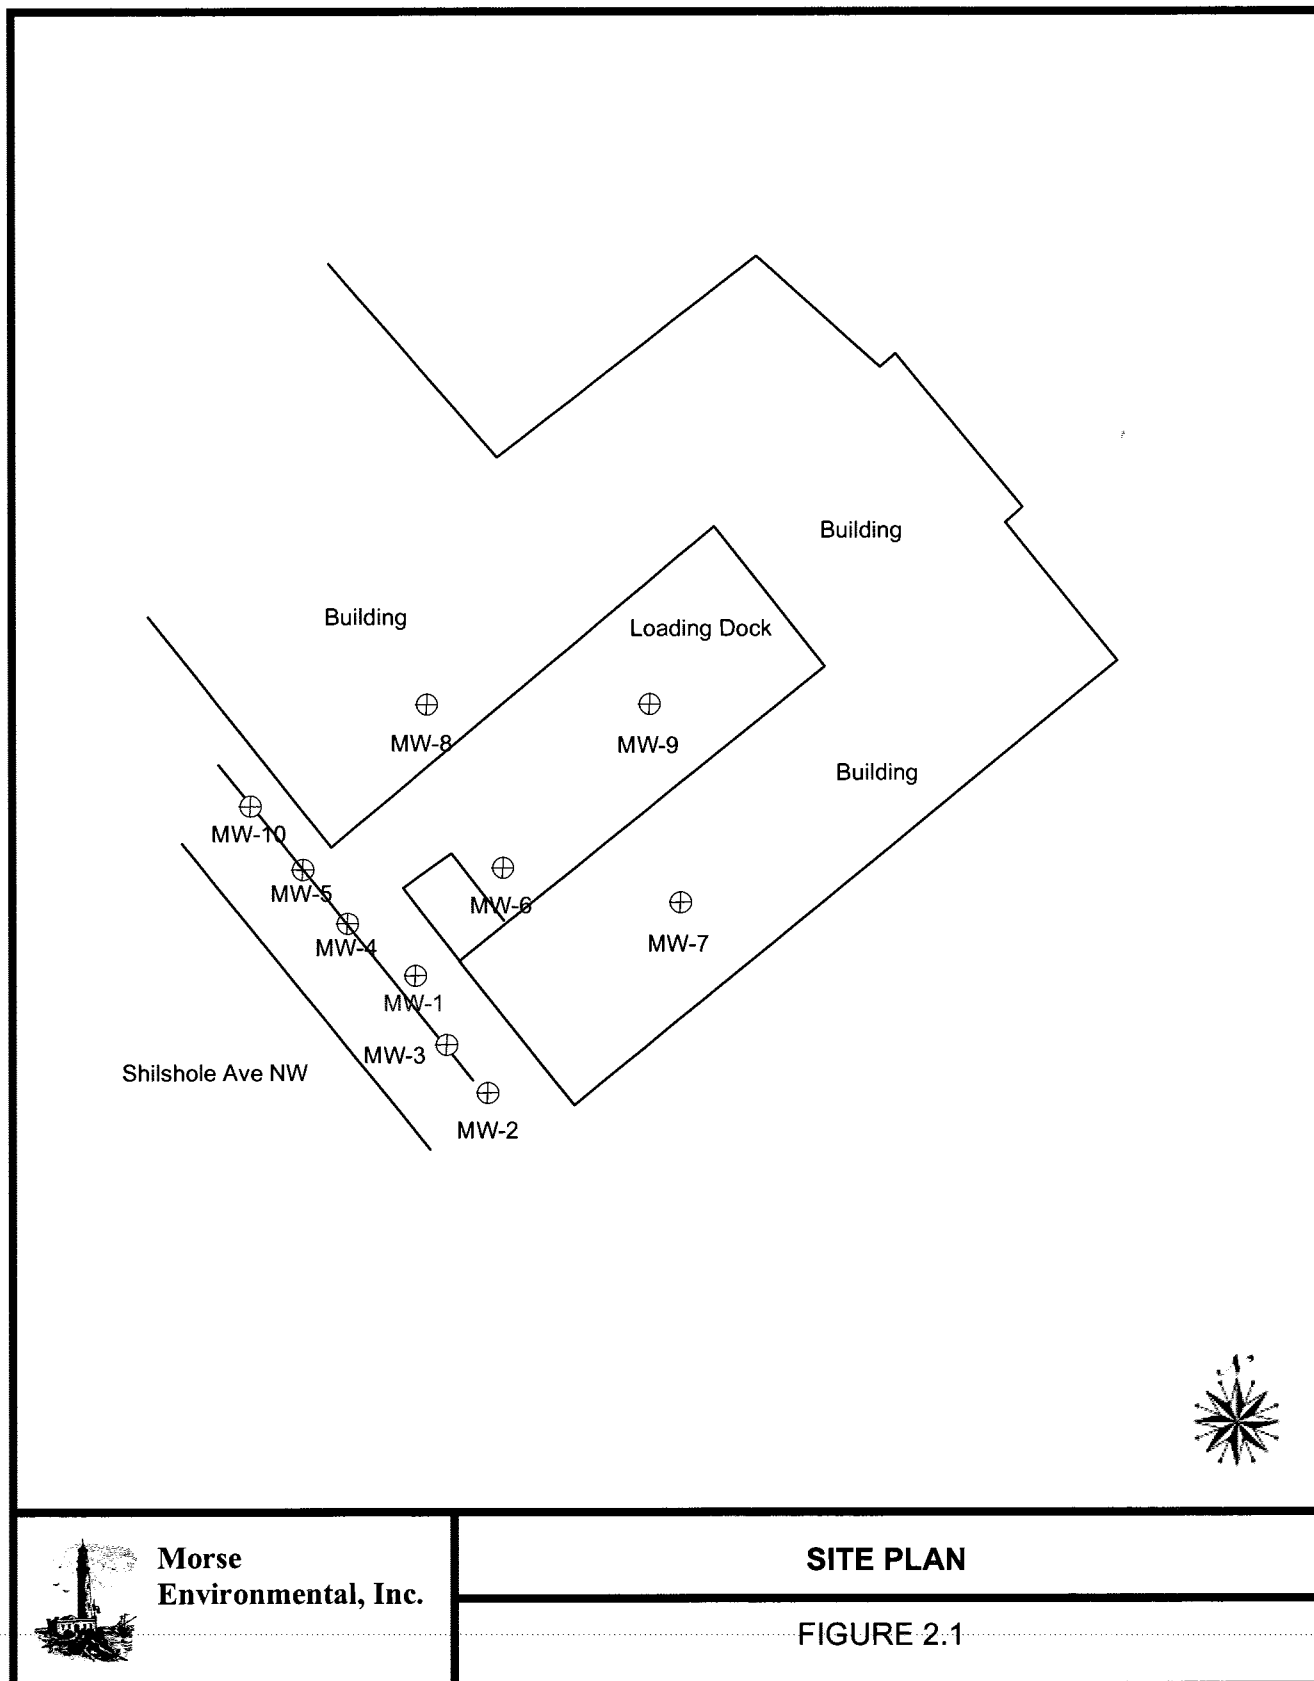 Building
Building
Loading Dock
MW-8
MW-9
Building
MW-10
MW-5
MW-6
MW-4
MW-7
MW-1
MW-3
Shilshole Ave NW
MW-2
N
Morse
Environmental, Inc.
SITE PLAN
FIGURE 2.1